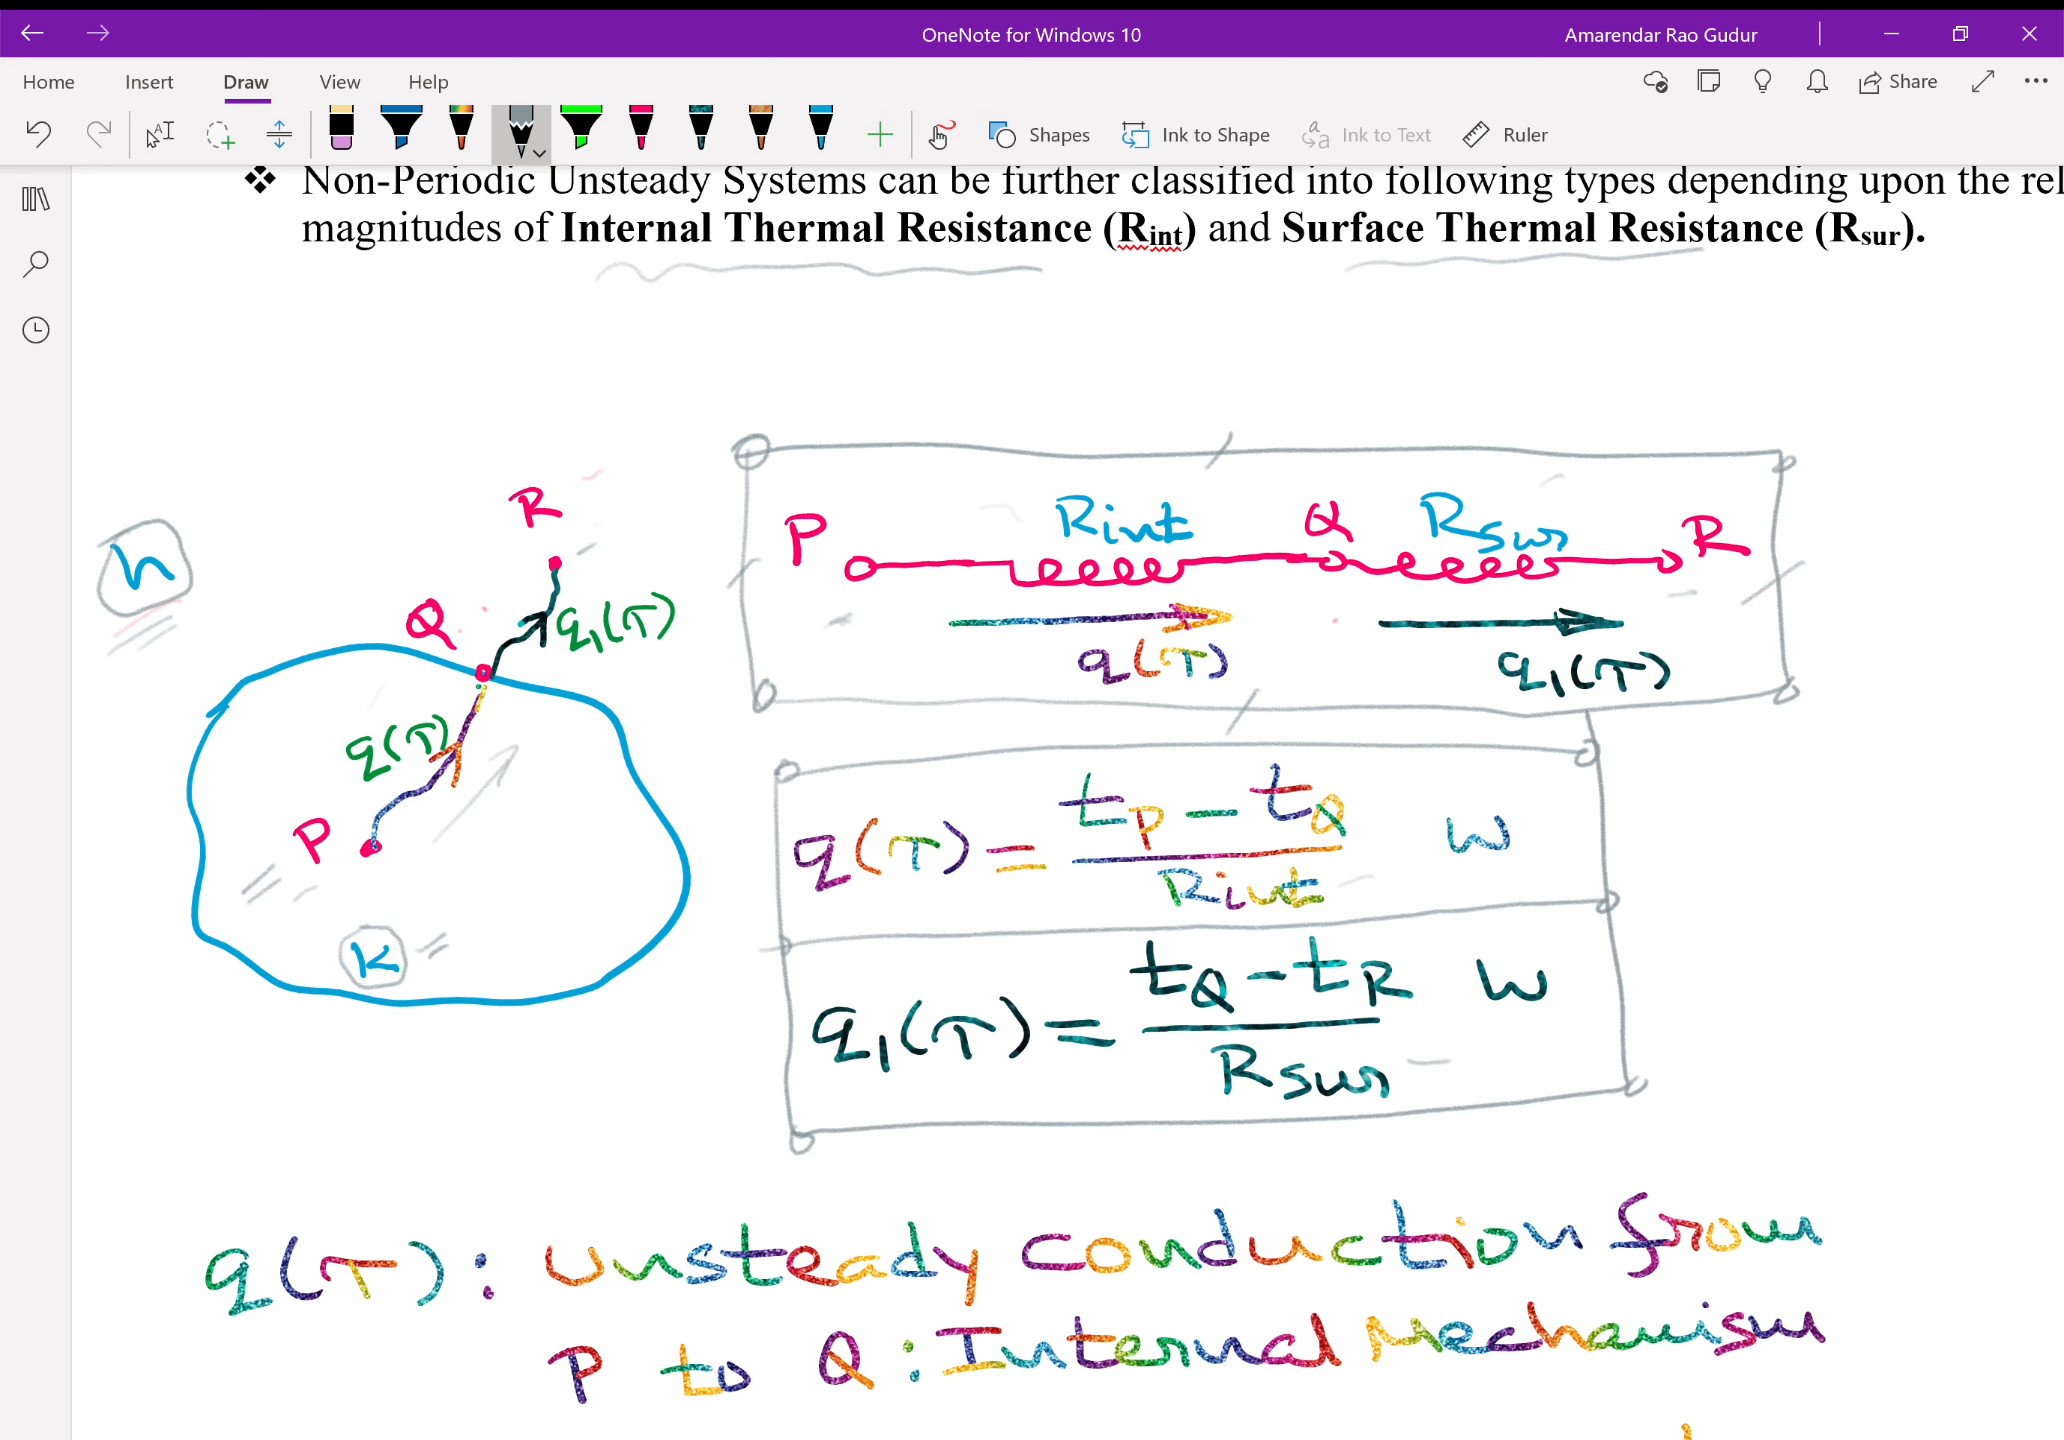 OneNote for Windows 10
Amarendar Rao Gudur
Home Insert Draw View Help
Share
Shapes Ink to Shape Ink to Text Ruler
❖ Non-Periodic Unsteady Systems can be further classified into following types depending upon the rel
magnitudes of Internal Thermal Resistance (Rint) and Surface Thermal Resistance (Rsur).
h
R
Q
q1(τ)
q(τ)
P
k
P Rint Q Rsur R
q(τ) q1(τ)
q(τ) = tP - tQ / Rint W
q1(τ) = tQ - tR / Rsur W
q(τ): unsteady conduction from
P to Q : Internal Mechanism